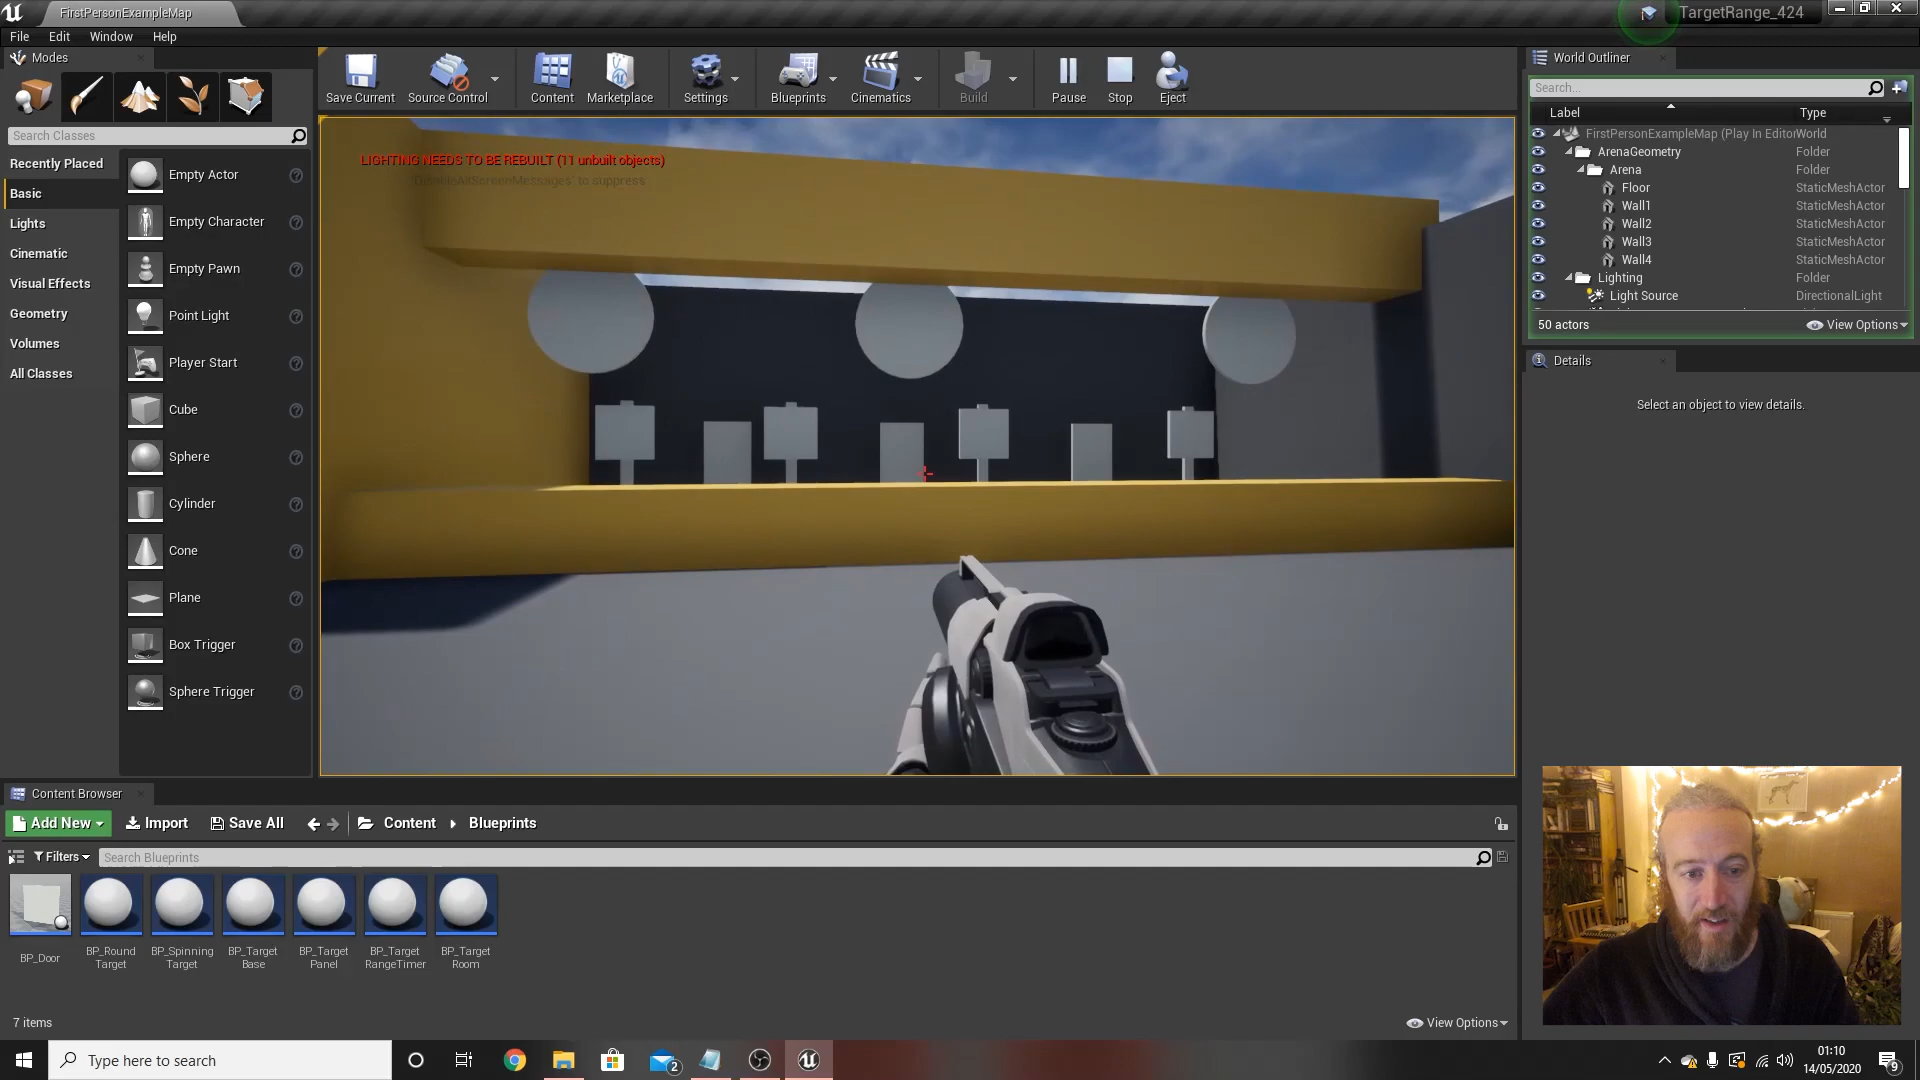 FirstPersonExampleMap
TargetRange_424
File Edit Window Help
Modes
Search Classes
Recently Placed
Basic
Lights
Cinematic
Visual Effects
Geometry
Volumes
All Classes
Empty Actor
Empty Character
Empty Pawn
Point Light
Player Start
Cube
Sphere
Cylinder
Cone
Plane
Box Trigger
Sphere Trigger
Save Current
Source Control
Content
Marketplace
Settings
Blueprints
Cinematics
Build
Pause
Stop
Eject
LIGHTING NEEDS TO BE REBUILT (11 unbuilt objects)
'DisableAllScreenMessages' to suppress
World Outliner
Search...
Label Type
FirstPersonExampleMap (Play In Editor World
ArenaGeometry Folder
Arena Folder
Floor StaticMeshActor
Wall1 StaticMeshActor
Wall2 StaticMeshActor
Wall3 StaticMeshActor
Wall4 StaticMeshActor
Lighting Folder
Light Source DirectionalLight
50 actors View Options
Details
Select an object to view details.
Content Browser
Add New Import Save All Content Blueprints
Filters Search Blueprints
BP_Door
BP_Round
Target
BP_Spinning
Target
BP_Target
Base
BP_Target
Panel
BP_Target
RangeTimer
BP_Target
Room
7 items View Options
Type here to search
2
01:10
14/05/2020
9